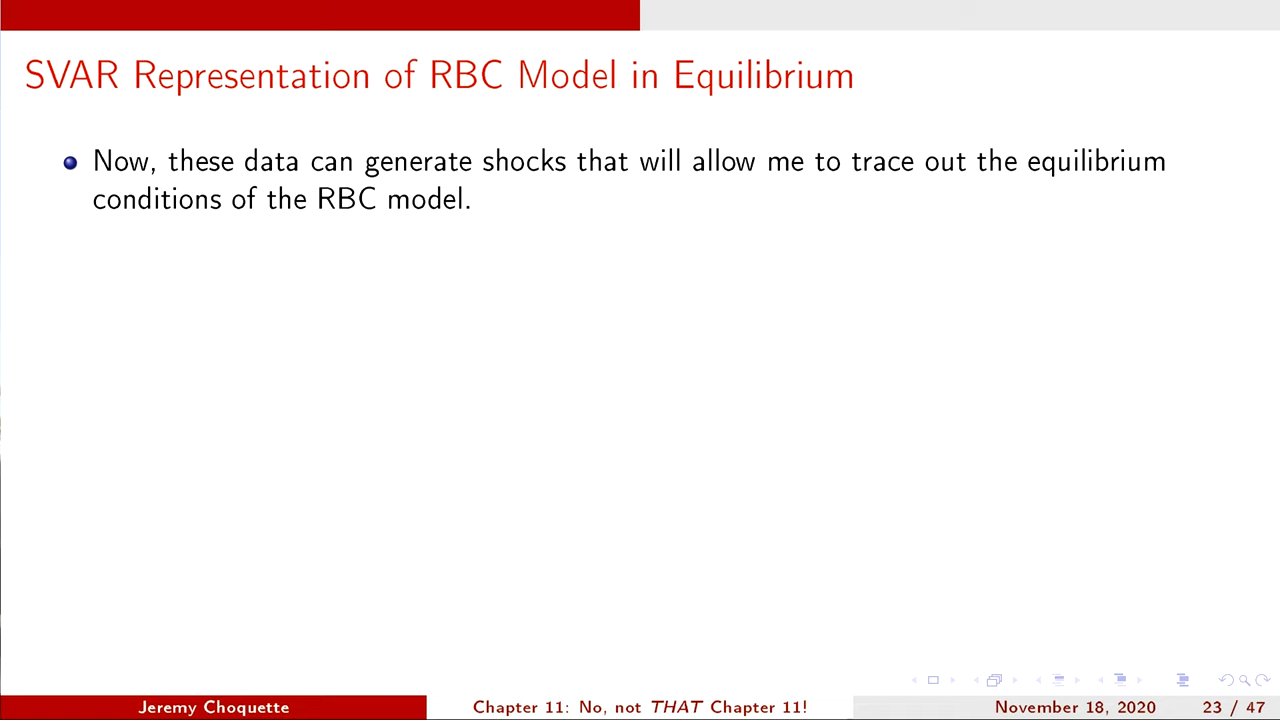 SVAR Representation of RBC Model in Equilibrium
Now, these data can generate shocks that will allow me to trace out the equilibrium
conditions of the RBC model.
Jeremy Choquette
Chapter 11: No, not THAT Chapter 11!
November 18, 2020
23 / 47